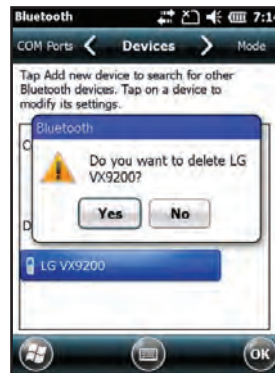 Bluetooth 7:1
COM Ports Devices Mode
Tap Add new device to search for other
Bluetooth devices. Tap on a device to
modify its settings.
Bluetooth
C
Do you want to delete LG
VX9200?
Yes No
D
LG VX9200
OK